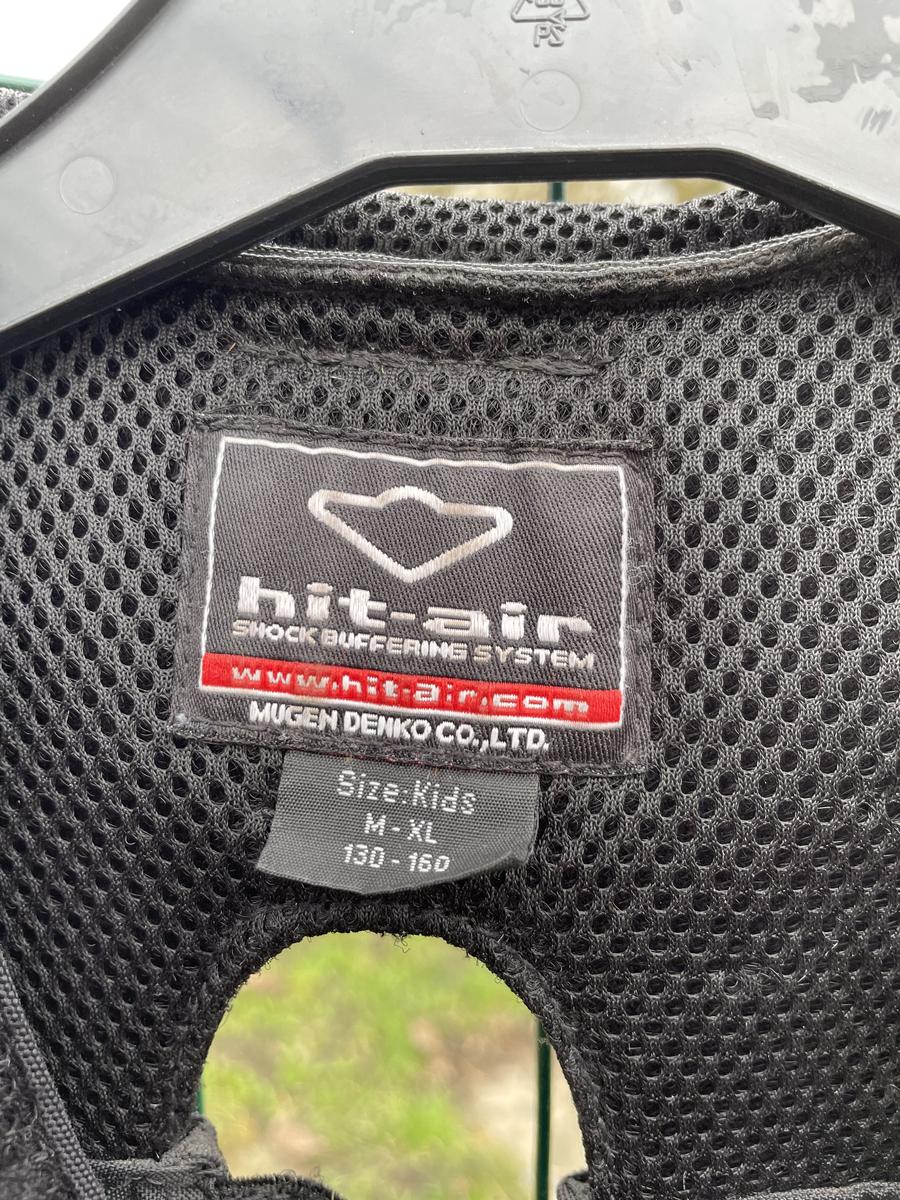 hit-air
SHOCK BUFFERING SYSTEM
www.hit-air.com
MUGEN DENKO CO.,LTD.
Size:Kids
M - XL
130 - 160